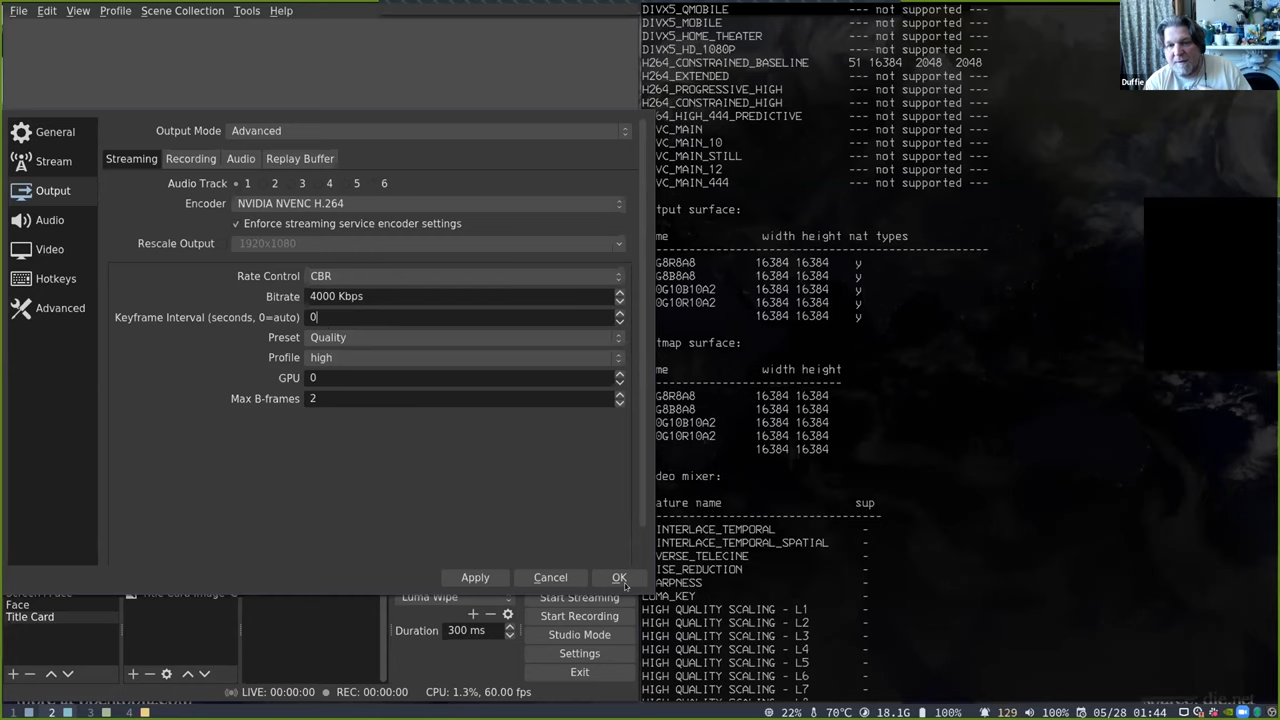 File Edit View Profile Scene Collection Tools Help
General
Stream
Output
Audio
Video
Hotkeys
Advanced
Output Mode Advanced
Streaming Recording Audio Replay Buffer
Audio Track 1 2 3 4 5 6
Encoder NVIDIA NVENC H.264
✓ Enforce streaming service encoder settings
Rescale Output 1920x1080
Rate Control CBR
Bitrate 4000 Kbps
Keyframe Interval (seconds, 0=auto) 0
Preset Quality
Profile high
GPU 0
Max B-frames 2
Apply Cancel OK
Face
Title Card
Luma Wipe
Duration 300 ms
Start Streaming
Start Recording
Studio Mode
Settings
Exit
LIVE: 00:00:00 REC: 00:00:00 CPU: 1.3%, 60.00 fps
DIVX5_QMOBILE --- not supported ---
DIVX5_MOBILE --- not supported ---
DIVX5_HOME_THEATER --- not supported ---
DIVX5_HD_1080P --- not supported ---
H264_CONSTRAINED_BASELINE 51 16384 2048 2048
H264_EXTENDED --- not supported ---
H264_PROGRESSIVE_HIGH --- not supported ---
H264_CONSTRAINED_HIGH --- not supported ---
64_HIGH_444_PREDICTIVE --- not supported ---
VC_MAIN --- not supported ---
VC_MAIN_10 --- not supported ---
VC_MAIN_STILL --- not supported ---
VC_MAIN_12 --- not supported ---
VC_MAIN_444 --- not supported ---
tput surface:
me width height nat types
G8R8A8 16384 16384 y
G8B8A8 16384 16384 y
0G10B10A2 16384 16384 y
0G10R10A2 16384 16384 y
16384 16384 y
tmap surface:
me width height
G8R8A8 16384 16384
G8B8A8 16384 16384
0G10B10A2 16384 16384
0G10R10A2 16384 16384
16384 16384
deo mixer:
ature name sup
INTERLACE_TEMPORAL -
INTERLACE_TEMPORAL_SPATIAL -
VERSE_TELECINE -
ISE_REDUCTION -
ARPNESS -
LUMA_KEY -
HIGH QUALITY SCALING - L1 -
HIGH QUALITY SCALING - L2 -
HIGH QUALITY SCALING - L3 -
HIGH QUALITY SCALING - L4 -
HIGH QUALITY SCALING - L5 -
HIGH QUALITY SCALING - L6 -
HIGH QUALITY SCALING - L7 -
Duffie
1 2 3 4
22% 70°C 18.1G 100% 129 100% 05/28 01:44